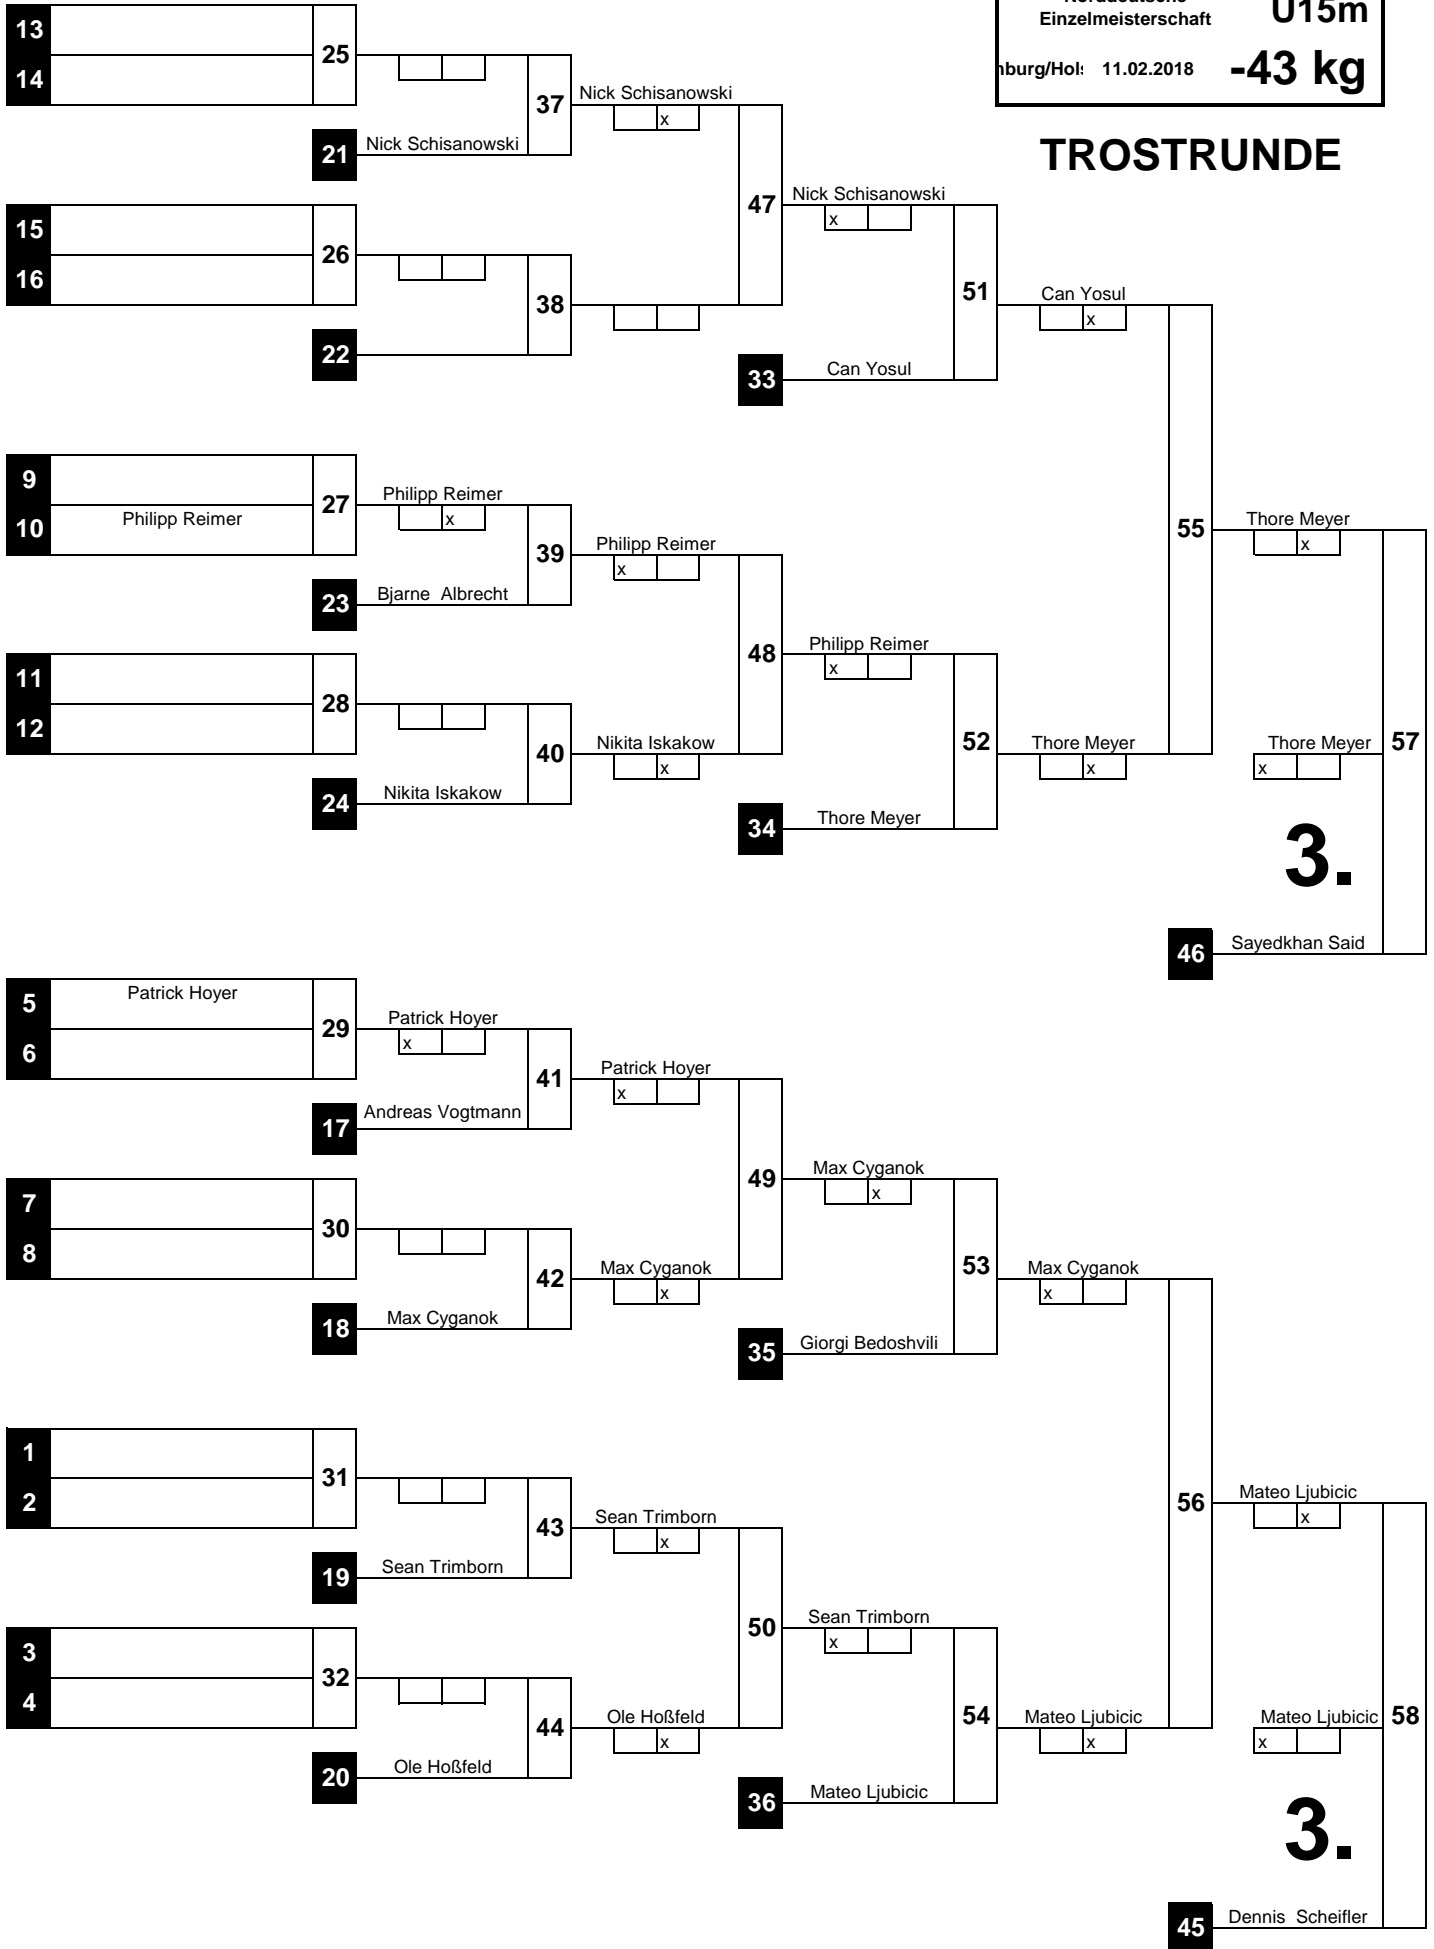 Einzelmeisterschaft
U15m
nburg/Hols 11.02.2018 -43 kg
TROSTRUNDE
13
14
25
37
Nick Schisanowski
x
21
Nick Schisanowski
47
Nick Schisanowski
x
15
16
26
38
22
51
Can Yosul
x
33
Can Yosul
9
10
Philipp Reimer
27
Philipp Reimer
x
39
Philipp Reimer
x
23
Bjarne Albrecht
55
Thore Meyer
x
48
Philipp Reimer
x
11
12
28
40
Nikita Iskakow
x
24
Nikita Iskakow
52
Thore Meyer
x
34
Thore Meyer
Thore Meyer
x
57
3.
46
Sayedkhan Said
5
6
Patrick Hoyer
29
Patrick Hoyer
x
41
Patrick Hoyer
x
17
Andreas Vogtmann
49
Max Cyganok
x
7
8
30
42
Max Cyganok
x
18
Max Cyganok
53
Max Cyganok
x
35
Giorgi Bedoshvili
1
2
31
43
Sean Trimborn
x
19
Sean Trimborn
56
Mateo Ljubicic
x
50
Sean Trimborn
x
3
4
32
44
Ole Hoßfeld
x
20
Ole Hoßfeld
54
Mateo Ljubicic
x
36
Mateo Ljubicic
Mateo Ljubicic
x
58
3.
45
Dennis Scheifler